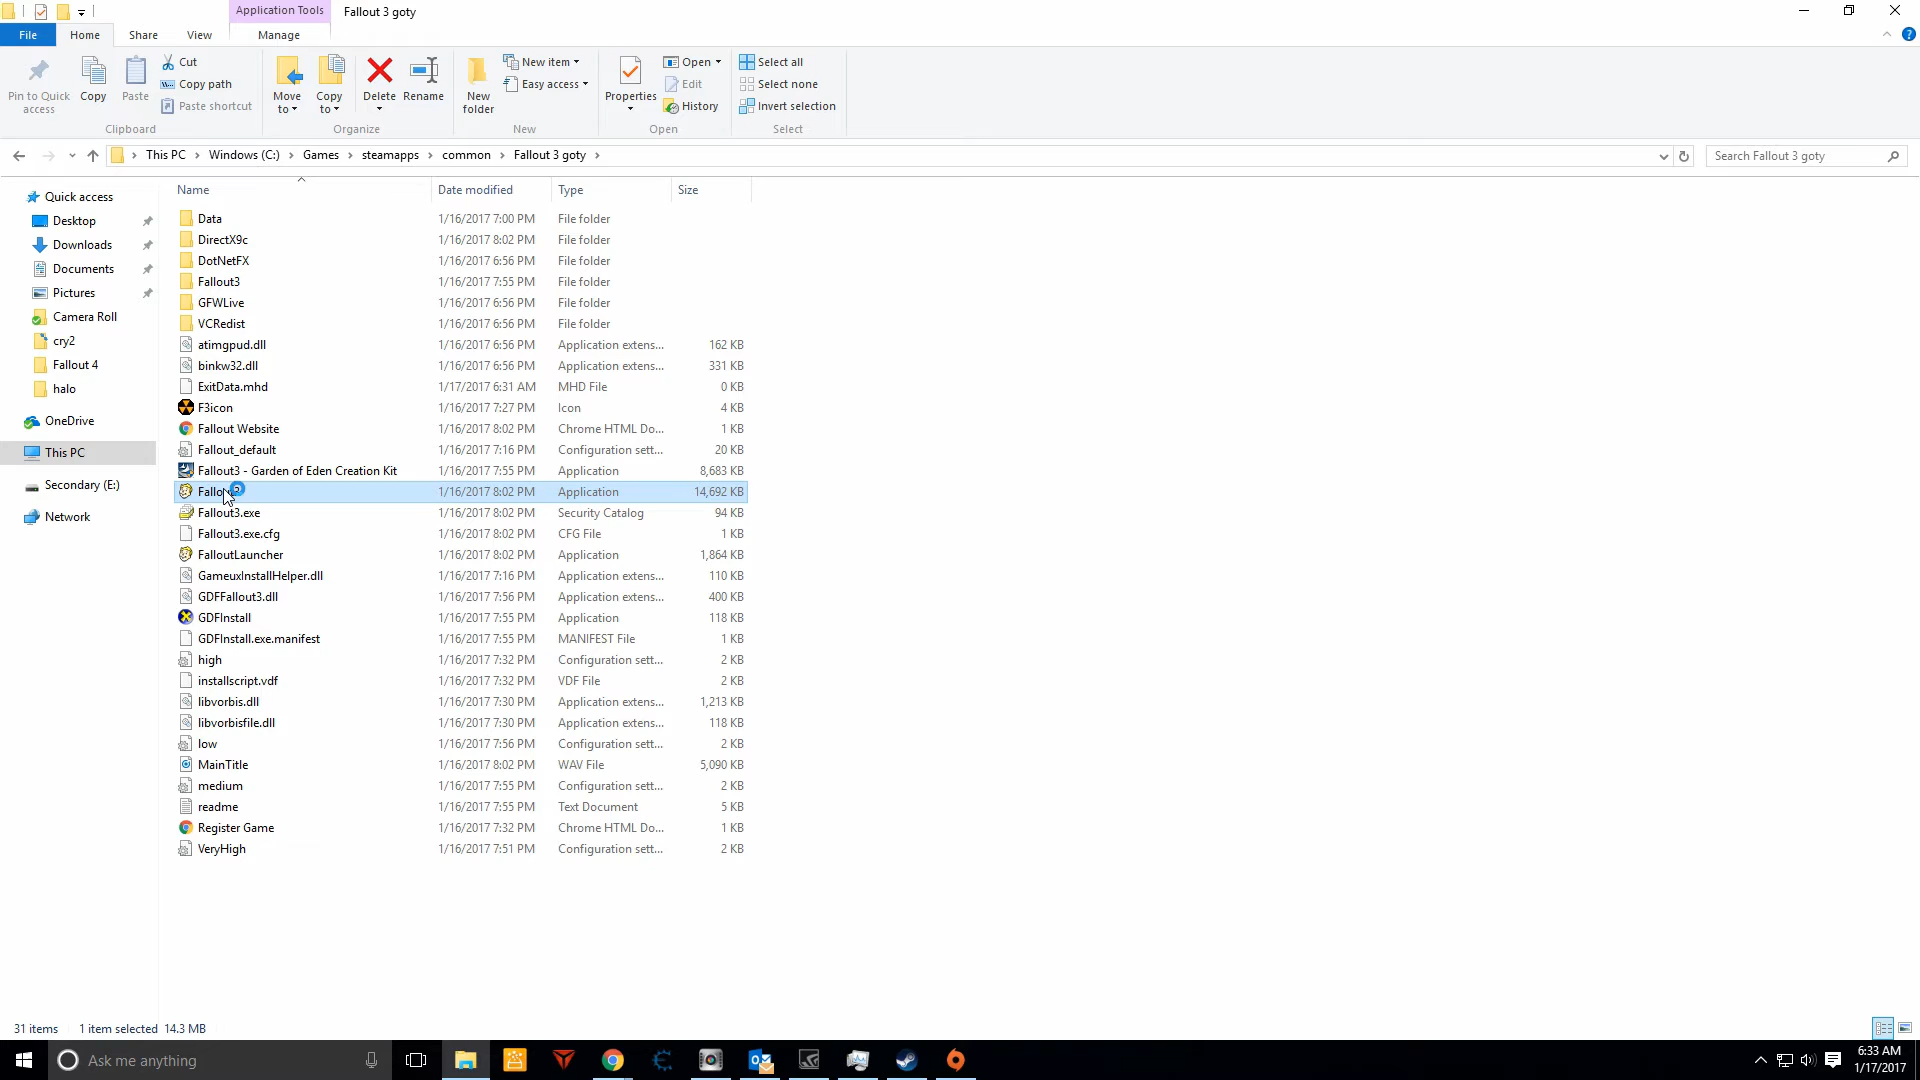 Application Tools
Fallout 3 goty
File Home Share View Manage
Pin to Quick access
Copy
Paste
Cut
Copy path
Paste shortcut
Clipboard
Move to
Copy to
Delete
Rename
Organize
New folder
New item
Easy access
New
Properties
Open
Edit
History
Open
Select all
Select none
Invert selection
Select
This PC Windows (C:) Games steamapps common Fallout 3 goty
Search Fallout 3 goty
Quick access
Desktop
Downloads
Documents
Pictures
Camera Roll
cry2
Fallout 4
halo
OneDrive
This PC
Secondary (E:)
Network
Name Date modified Type Size
Data 1/16/2017 7:00 PM File folder
DirectX9c 1/16/2017 8:02 PM File folder
DotNetFX 1/16/2017 6:56 PM File folder
Fallout3 1/16/2017 7:55 PM File folder
GFWLive 1/16/2017 6:56 PM File folder
VCRedist 1/16/2017 6:56 PM File folder
atimgpud.dll 1/16/2017 6:56 PM Application extens... 162 KB
binkw32.dll 1/16/2017 6:56 PM Application extens... 331 KB
ExitData.mhd 1/17/2017 6:31 AM MHD File 0 KB
F3icon 1/16/2017 7:27 PM Icon 4 KB
Fallout Website 1/16/2017 8:02 PM Chrome HTML Do... 1 KB
Fallout_default 1/16/2017 7:16 PM Configuration sett... 20 KB
Fallout3 - Garden of Eden Creation Kit 1/16/2017 7:55 PM Application 8,683 KB
1/16/2017 8:02 PM Application 14,692 KB
Fallout3.exe 1/16/2017 8:02 PM Security Catalog 94 KB
Fallout3.exe.cfg 1/16/2017 8:02 PM CFG File 1 KB
FalloutLauncher 1/16/2017 8:02 PM Application 1,864 KB
GameuxInstallHelper.dll 1/16/2017 7:16 PM Application extens... 110 KB
GDFFallout3.dll 1/16/2017 7:56 PM Application extens... 400 KB
GDFInstall 1/16/2017 7:55 PM Application 118 KB
GDFInstall.exe.manifest 1/16/2017 7:55 PM MANIFEST File 1 KB
high 1/16/2017 7:32 PM Configuration sett... 2 KB
installscript.vdf 1/16/2017 7:32 PM VDF File 2 KB
libvorbis.dll 1/16/2017 7:30 PM Application extens... 1,213 KB
libvorbisfile.dll 1/16/2017 7:30 PM Application extens... 118 KB
low 1/16/2017 7:56 PM Configuration sett... 2 KB
MainTitle 1/16/2017 8:02 PM WAV File 5,090 KB
medium 1/16/2017 7:55 PM Configuration sett... 2 KB
readme 1/16/2017 7:55 PM Text Document 5 KB
Register Game 1/16/2017 7:32 PM Chrome HTML Do... 1 KB
VeryHigh 1/16/2017 7:51 PM Configuration sett... 2 KB
31 items 1 item selected 14.3 MB
Ask me anything
6:33 AM
1/17/2017